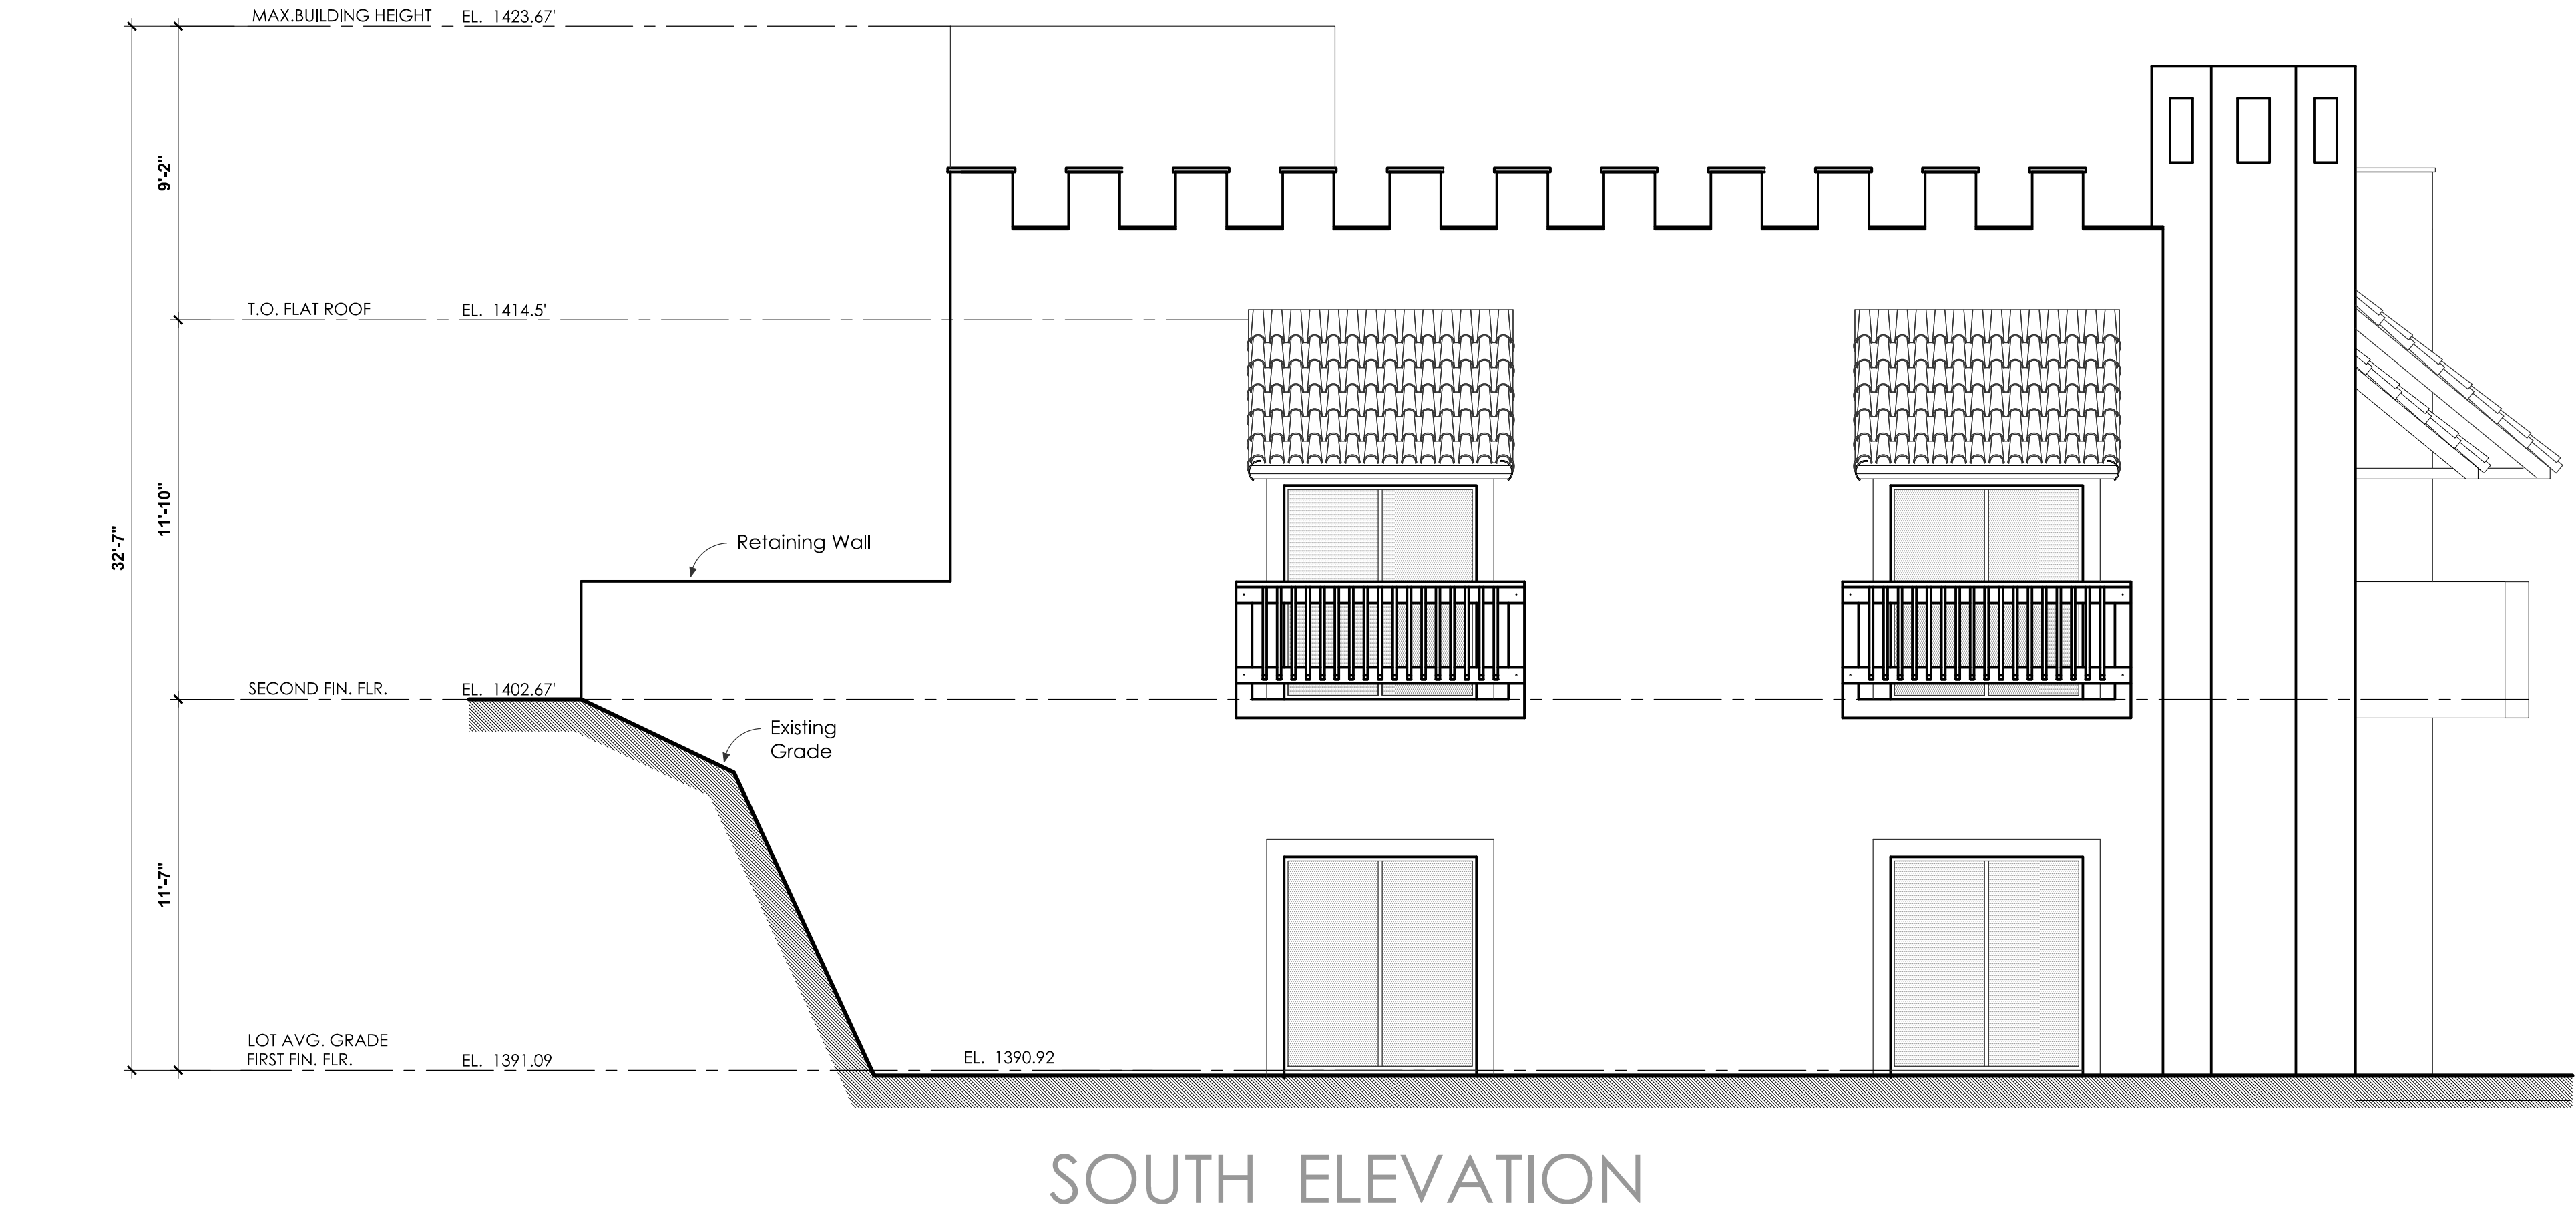 MAX.BUILDING HEIGHT EL. 1423.67'
9'-2"
T.O. FLAT ROOF EL. 1414.5'
11'-10"
32'-7"
Retaining Wall
SECOND FIN. FLR. EL. 1402.67'
Existing
Grade
11'-7"
LOT AVG. GRADE
FIRST FIN. FLR. EL. 1391.09
EL. 1390.92
SOUTH ELEVATION